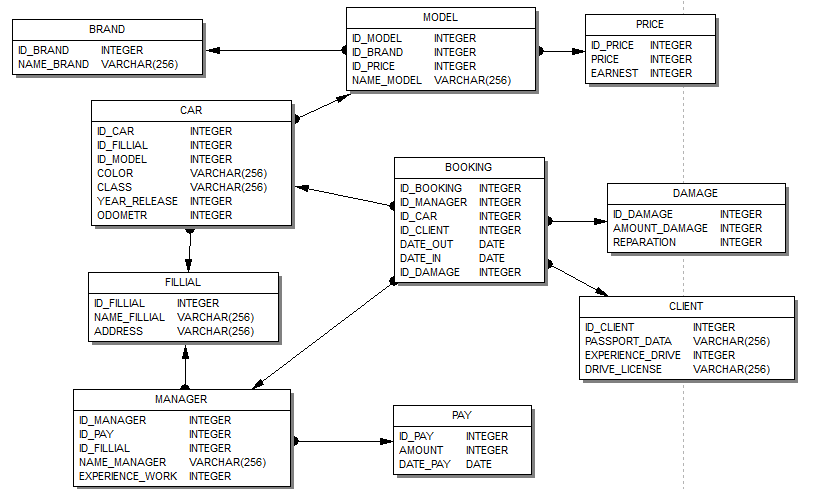 BRAND
ID_BRAND INTEGER
NAME_BRAND VARCHAR(256)
MODEL
ID_MODEL INTEGER
ID_BRAND INTEGER
ID_PRICE INTEGER
NAME_MODEL VARCHAR(256)
PRICE
ID_PRICE INTEGER
PRICE INTEGER
EARNEST INTEGER
CAR
ID_CAR INTEGER
ID_FILLIAL INTEGER
ID_MODEL INTEGER
COLOR VARCHAR(256)
CLASS VARCHAR(256)
YEAR_RELEASE INTEGER
ODOMETR INTEGER
BOOKING
ID_BOOKING INTEGER
ID_MANAGER INTEGER
ID_CAR INTEGER
ID_CLIENT INTEGER
DATE_OUT DATE
DATE_IN DATE
ID_DAMAGE INTEGER
DAMAGE
ID_DAMAGE INTEGER
AMOUNT_DAMAGE INTEGER
REPARATION INTEGER
FILLIAL
ID_FILLIAL INTEGER
NAME_FILLIAL VARCHAR(256)
ADDRESS VARCHAR(256)
CLIENT
ID_CLIENT INTEGER
PASSPORT_DATA VARCHAR(256)
EXPERIENCE_DRIVE INTEGER
DRIVE_LICENSE VARCHAR(256)
MANAGER
ID_MANAGER INTEGER
ID_PAY INTEGER
ID_FILLIAL INTEGER
NAME_MANAGER VARCHAR(256)
EXPERIENCE_WORK INTEGER
PAY
ID_PAY INTEGER
AMOUNT INTEGER
DATE_PAY DATE